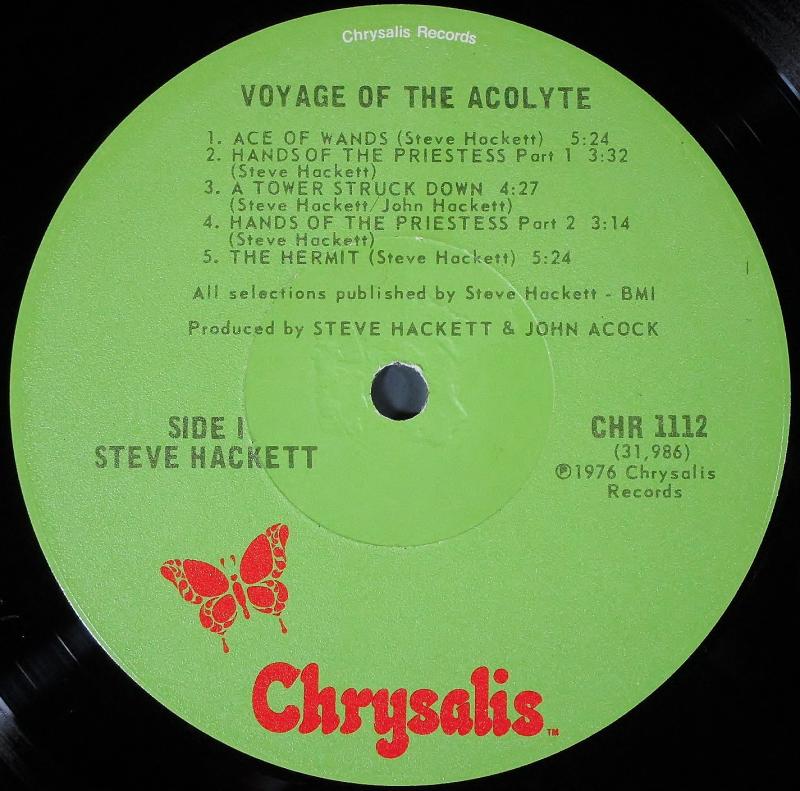 Chrysalis Records
VOYAGE OF THE ACOLYTE
1. ACE OF WANDS (Steve Hackett) 5:24
2. HANDS OF THE PRIESTESS Part 1 3:32
(Steve Hackett)
3. A TOWER STRUCK DOWN 4:27
(Steve Hackett/John Hackett)
4. HANDS OF THE PRIESTESS Part 2 3:14
(Steve Hackett)
5. THE HERMIT (Steve Hackett) 5:24
All selections published by Steve Hackett - BMI
Produced by STEVE HACKETT & JOHN ACOCK
SIDE I
STEVE HACKETT
CHR 1112
(31,986)
℗1976 Chrysalis
Records
Chrysalis TM